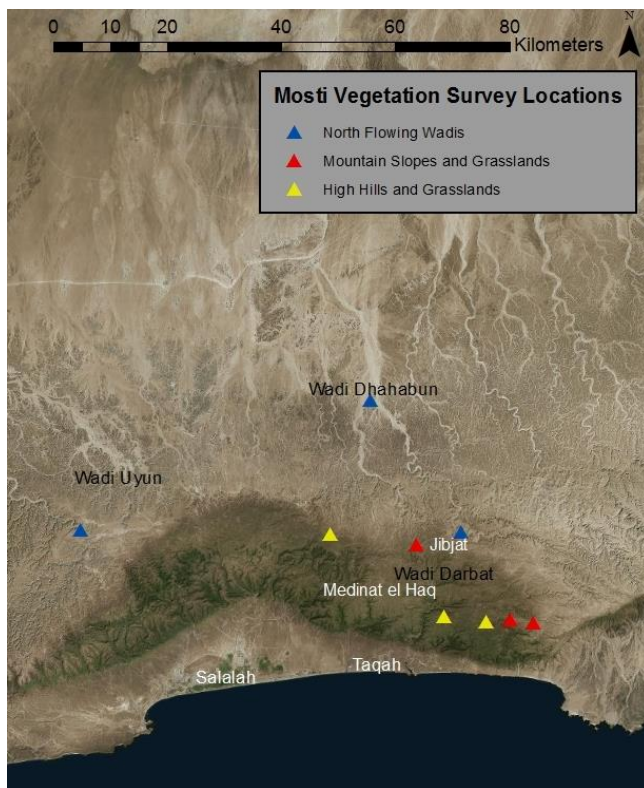 0 20 40 60 80
Kilometers
N
Mosti Vegetation Survey Locations
North Flowing Wadis
Mountain Slopes and Grasslands
High Hills and Grasslands
Wadi Dhahabun
Wadi Uyun
Jibjat
Wadi Darbat
Medinat el Haq
Taqah
Salalah